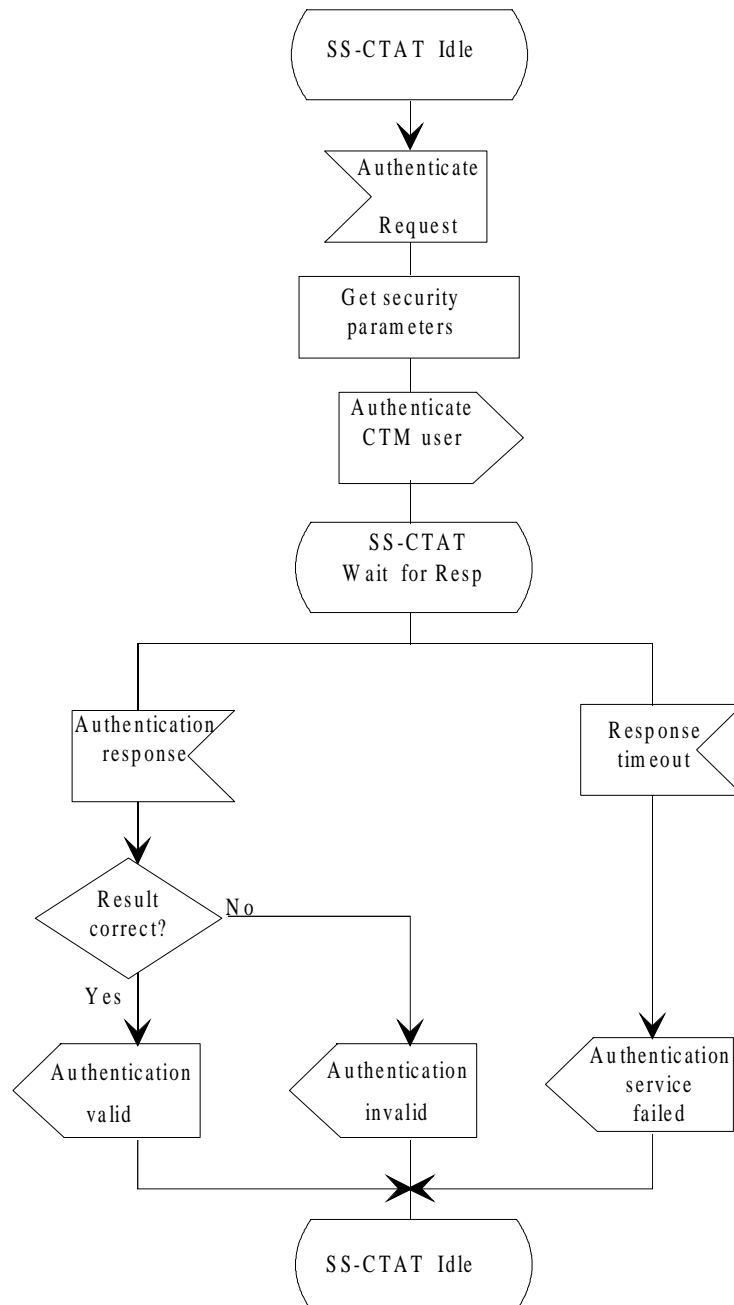 SS-CTAT Idle
Authenticate
Request
Get security
parameters
Authenticate
CTM user
SS-CTAT
Wait for Resp
Authentication
response
Response
timeout
Result
correct?
No
Yes
Authentication
valid
Authentication
invalid
Authentication
service
failed
SS-CTAT Idle